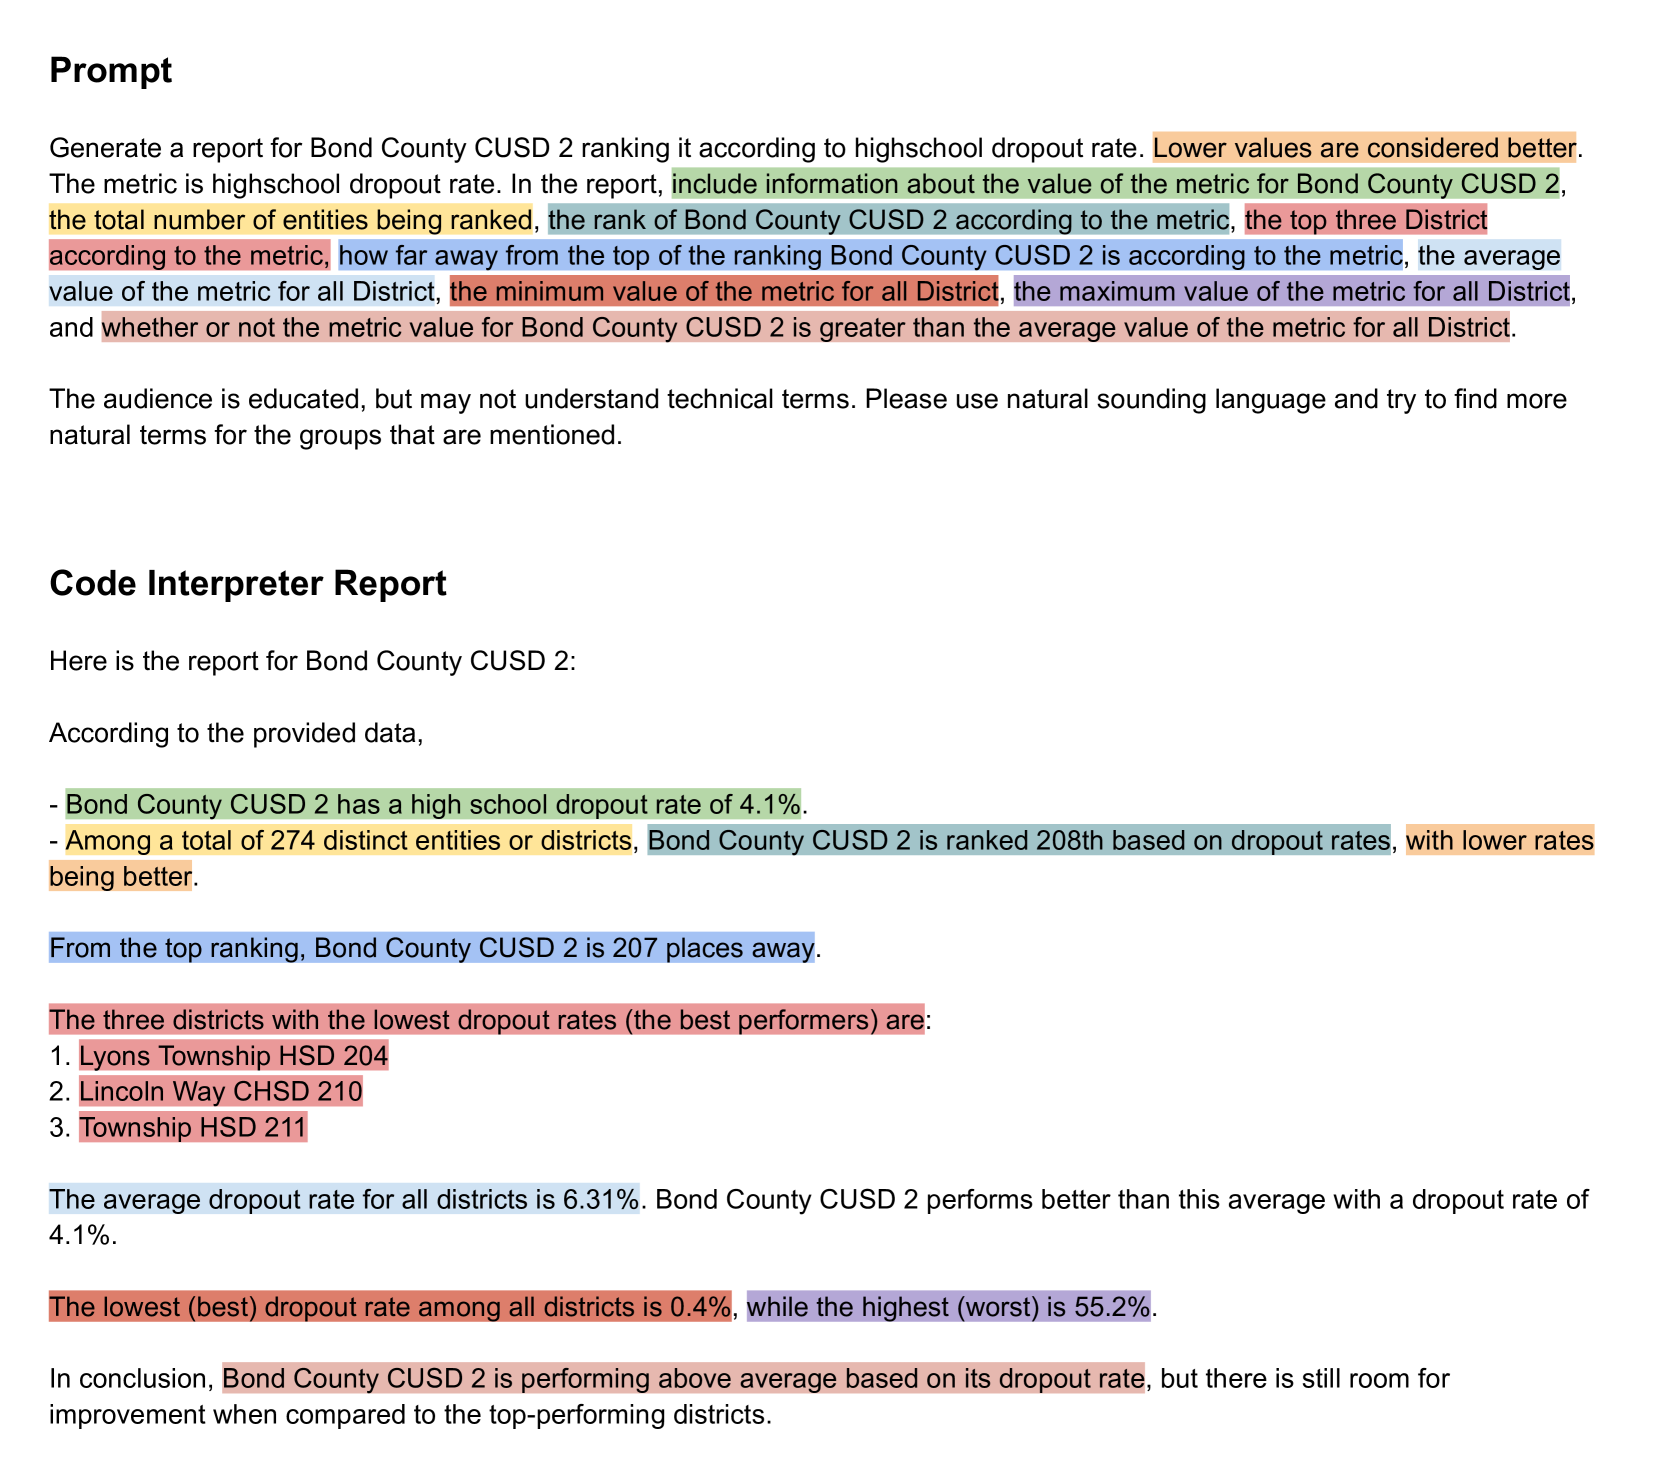 Prompt
Generate a report for Bond County CUSD 2 ranking it according to highschool dropout rate. Lower values are considered better.
The metric is highschool dropout rate. In the report, include information about the value of the metric for Bond County CUSD 2,
the total number of entities being ranked, the rank of Bond County CUSD 2 according to the metric, the top three District
according to the metric, how far away from the top of the ranking Bond County CUSD 2 is according to the metric, the average
value of the metric for all District, the minimum value of the metric for all District, the maximum value of the metric for all District,
and whether or not the metric value for Bond County CUSD 2 is greater than the average value of the metric for all District.
The audience is educated, but may not understand technical terms. Please use natural sounding language and try to find more
natural terms for the groups that are mentioned.
Code Interpreter Report
Here is the report for Bond County CUSD 2:
According to the provided data,
- Bond County CUSD 2 has a high school dropout rate of 4.1%.
- Among a total of 274 distinct entities or districts, Bond County CUSD 2 is ranked 208th based on dropout rates, with lower rates
being better.
From the top ranking, Bond County CUSD 2 is 207 places away.
The three districts with the lowest dropout rates (the best performers) are:
1. Lyons Township HSD 204
2. Lincoln Way CHSD 210
3. Township HSD 211
The average dropout rate for all districts is 6.31%. Bond County CUSD 2 performs better than this average with a dropout rate of
4.1%.
The lowest (best) dropout rate among all districts is 0.4%, while the highest (worst) is 55.2%.
In conclusion, Bond County CUSD 2 is performing above average based on its dropout rate, but there is still room for
improvement when compared to the top-performing districts.